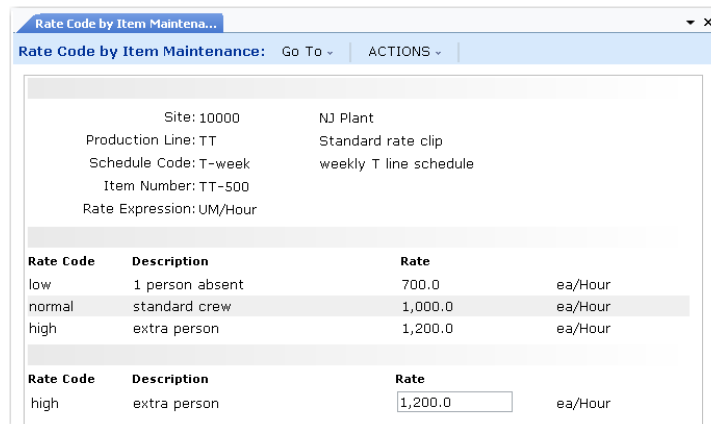 Rate Code by Item Maintena...
Rate Code by Item Maintenance: Go To ACTIONS
Site: 10000 NJ Plant
Production Line: TT Standard rate clip
Schedule Code: T-week weekly T line schedule
Item Number: TT-500
Rate Expression: UM/Hour
Rate Code Description Rate
low 1 person absent 700.0 ea/Hour
normal standard crew 1,000.0 ea/Hour
high extra person 1,200.0 ea/Hour
Rate Code Description Rate
high extra person 1,200.0 ea/Hour